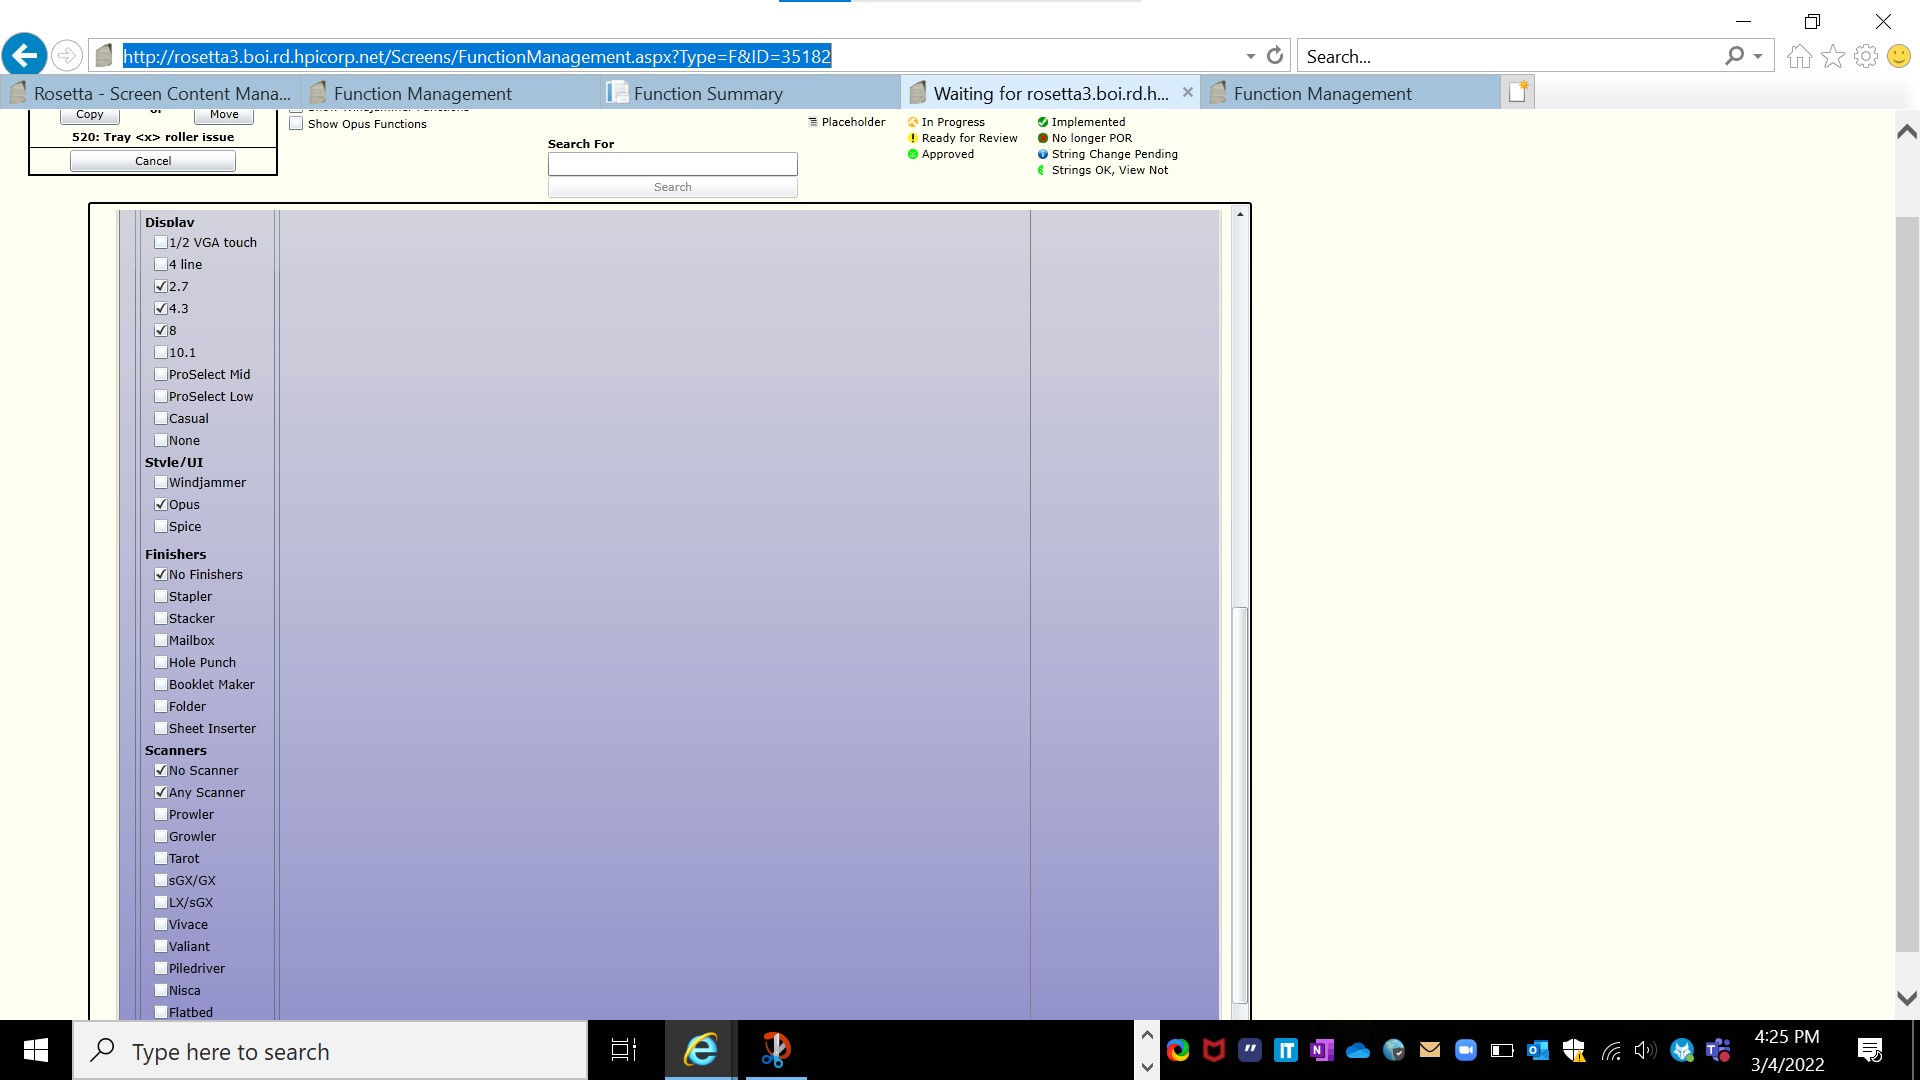 http://rosetta3.boi.rd.hpicorp.net/Screens/FunctionManagement.aspx?Type=F&ID=35182
Search...
Rosetta - Screen Content Mana...
Function Management
Function Summary
Waiting for rosetta3.boi.rd.h...
Function Management
Copy
or
Move
520: Tray <x> roller issue
Cancel
Show Opus Functions
Search For
Search
Placeholder
In Progress
Ready for Review
Approved
Implemented
No longer POR
String Change Pending
Strings OK, View Not
Display
1/2 VGA touch
4 line
2.7
4.3
8
10.1
ProSelect Mid
ProSelect Low
Casual
None
Style/UI
Windjammer
Opus
Spice
Finishers
No Finishers
Stapler
Stacker
Mailbox
Hole Punch
Booklet Maker
Folder
Sheet Inserter
Scanners
No Scanner
Any Scanner
Prowler
Growler
Tarot
sGX/GX
LX/sGX
Vivace
Valiant
Piledriver
Nisca
Flatbed
Type here to search
4:25 PM
3/4/2022